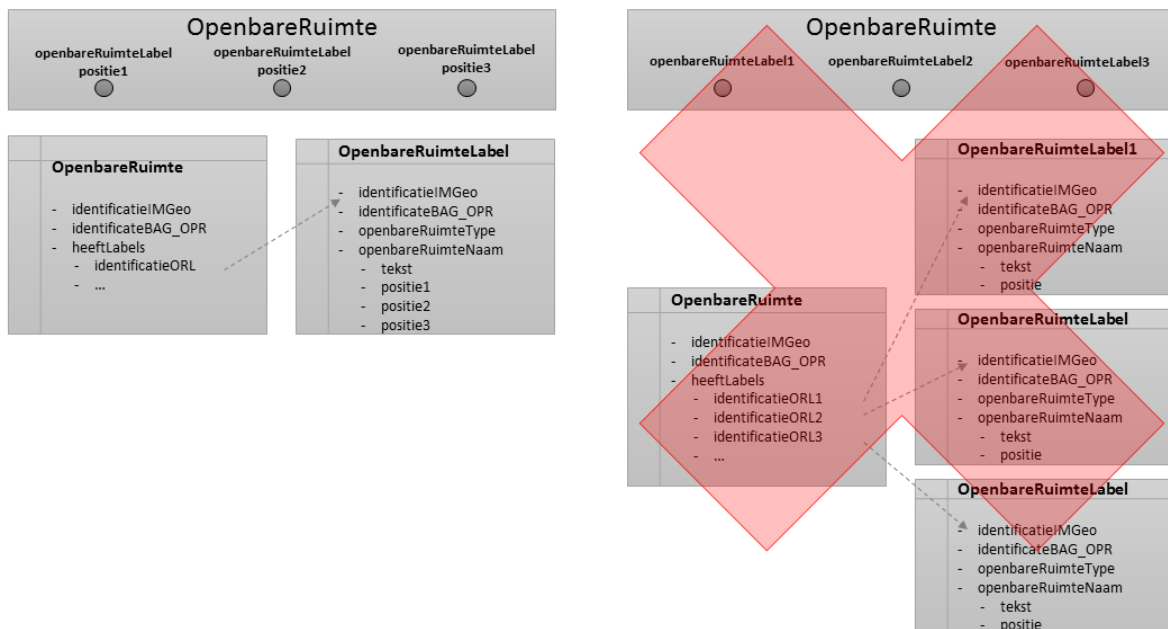 OpenbareRuimte
openbareRuimteLabel
positie1
openbareRuimteLabel
positie2
openbareRuimteLabel
positie3
OpenbareRuimte
- identificatieIMGeo
- identificateBAG_OPR
- heeftLabels
- identificatieORL
- ...
OpenbareRuimteLabel
- identificatieIMGeo
- identificateBAG_OPR
- openbareRuimteType
- openbareRuimteNaam
- tekst
- positie1
- positie2
- positie3
OpenbareRuimte
openbareRuimteLabel1
openbareRuimteLabel2
openbareRuimteLabel3
OpenbareRuimteLabel1
- identificatieIMGeo
- identificateBAG_OPR
- openbareRuimteType
- openbareRuimteNaam
- tekst
- positie
OpenbareRuimte
- identificatieIMGeo
- identificateBAG_OPR
- heeftLabels
- identificatieORL1
- identificatieORL2
- identificatieORL3
- ...
OpenbareRuimteLabel
- identificatieIMGeo
- identificateBAG_OPR
- openbareRuimteType
- openbareRuimteNaam
- tekst
- positie
OpenbareRuimteLabel
- identificatieIMGeo
- identificateBAG_OPR
- openbareRuimteType
- openbareRuimteNaam
- tekst
- positie